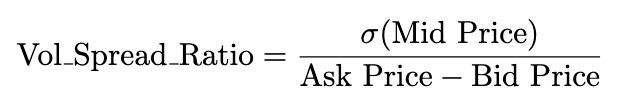 Vol_Spread_Ratio = σ(Mid Price) / Ask Price − Bid Price